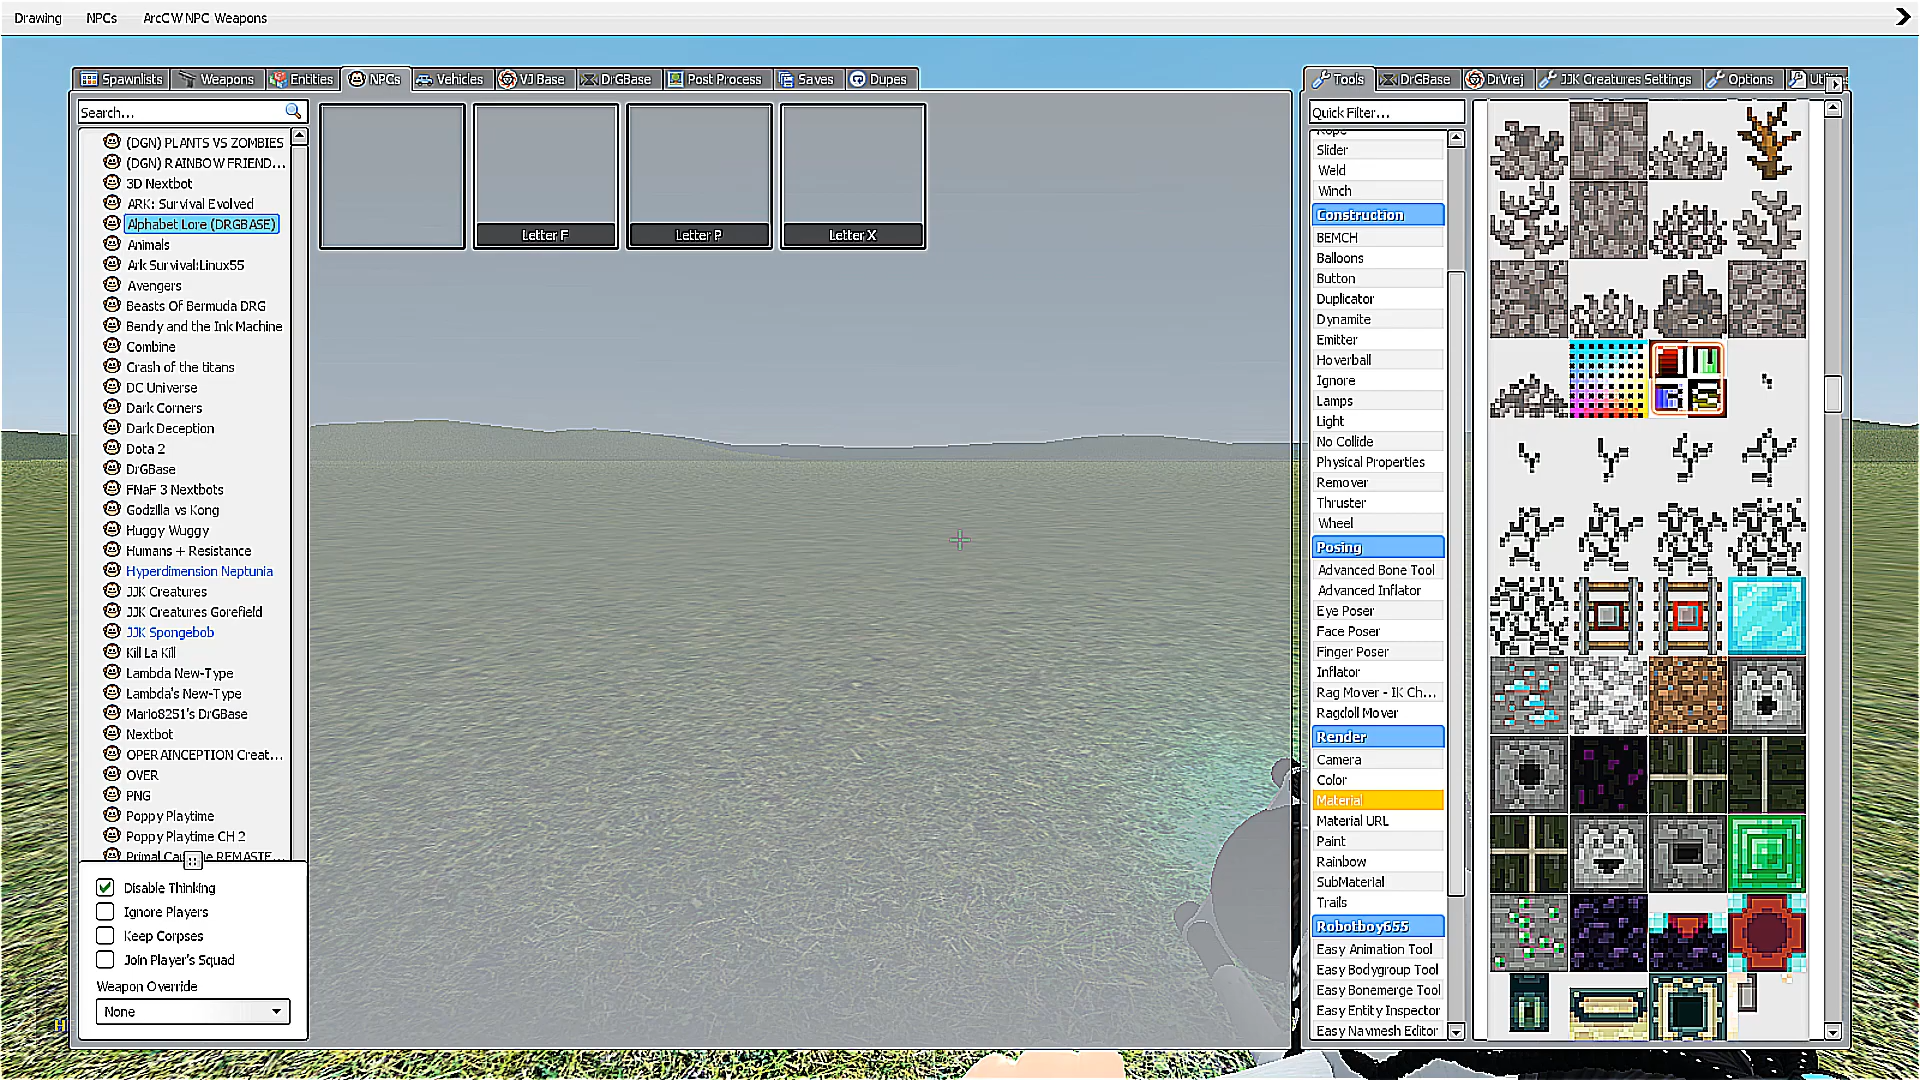 Drawing NPCs ArcCW NPC Weapons
Spawnlists Weapons Entities NPCs Vehicles VJ Base DrGBase Post Process Saves Dupes
Search...
(DGN) PLANTS VS ZOMBIES
(DGN) RAINBOW FRIEND...
3D Nextbot
ARK: Survival Evolved
Alphabet Lore (DRGBASE)
Animals
Ark Survival:Linux55
Avengers
Beasts Of Bermuda DRG
Bendy and the Ink Machine
Combine
Crash of the titans
DC Universe
Dark Corners
Dark Deception
Dota 2
DrGBase
FNaF 3 Nextbots
Godzilla vs Kong
Huggy Wuggy
Humans + Resistance
Hyperdimension Neptunia
JJK Creatures
JJK Creatures Gorefield
JJK Spongebob
Kill La Kill
Lambda New-Type
Lambda's New-Type
Mario8251's DrGBase
Nextbot
OPERAINCEPTION Creat...
OVER
PNG
Poppy Playtime
Poppy Playtime CH 2
Disable Thinking
Ignore Players
Keep Corpses
Join Player's Squad
Weapon Override
None
Letter F
Letter P
Letter X
Tools DrGBase DrVrej JJK Creatures Settings Options
Quick Filter...
Rope
Slider
Weld
Winch
Construction
BEMCH
Balloons
Button
Duplicator
Dynamite
Emitter
Hoverball
Ignore
Lamps
Light
No Collide
Physical Properties
Remover
Thruster
Wheel
Posing
Advanced Bone Tool
Advanced Inflator
Eye Poser
Face Poser
Finger Poser
Inflator
Rag Mover - IK Ch...
Ragdoll Mover
Render
Camera
Color
Material
Material URL
Paint
Rainbow
SubMaterial
Trails
Robotboy655
Easy Animation Tool
Easy Bodygroup Tool
Easy Bonemerge Tool
Easy Entity Inspector
Easy Navmesh Editor